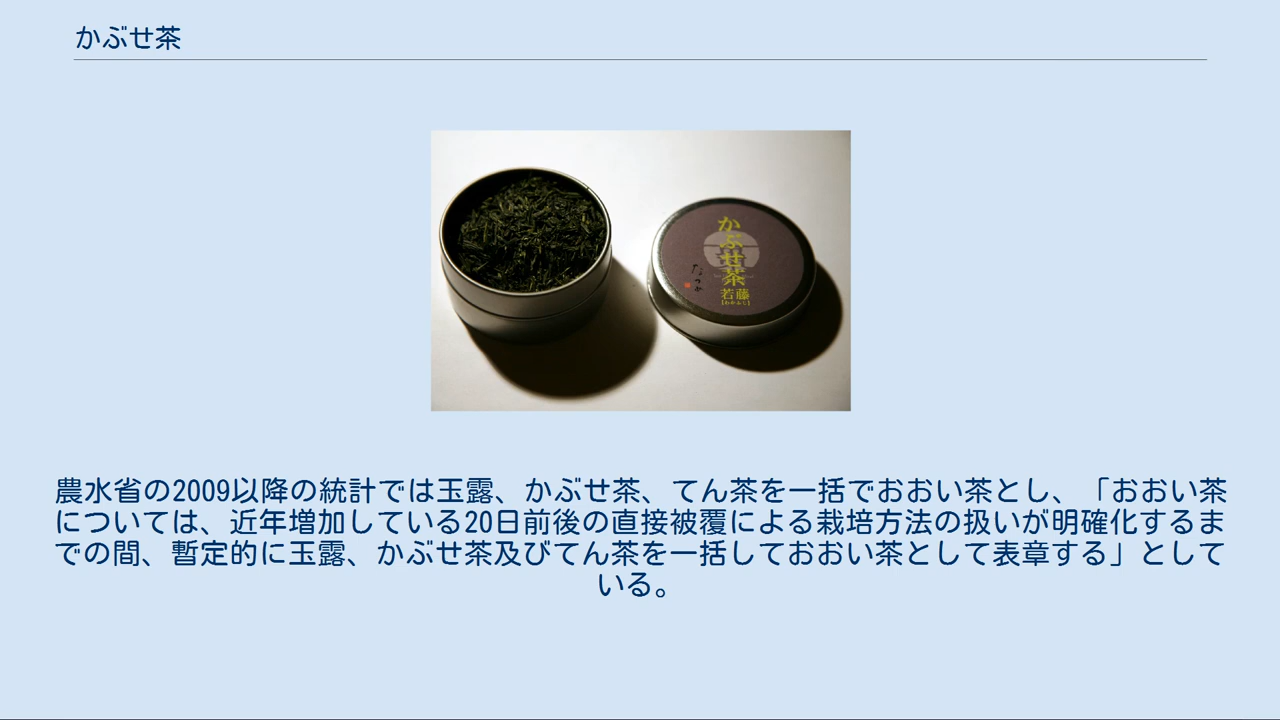 かぶせ茶
かぶせ茶
若藤
農水省の2009以降の統計では玉露、かぶせ茶、てん茶を一括でおおい茶とし、「おおい茶
については、近年増加している20日前後の直接被覆による栽培方法の扱いが明確化するま
での間、暫定的に玉露、かぶせ茶及びてん茶を一括しておおい茶として表章する」として
いる。